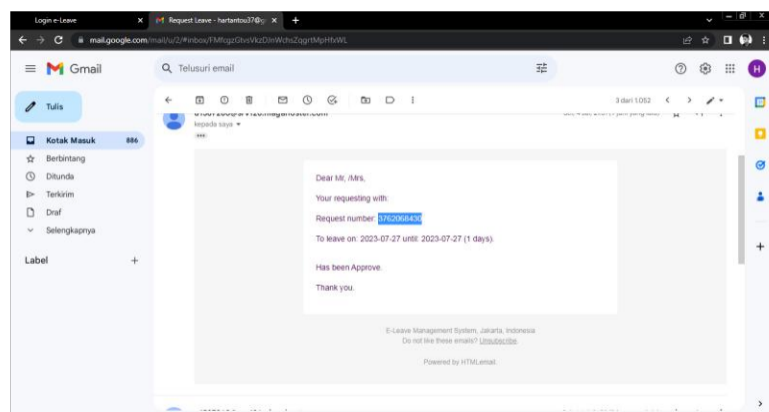 Login e-Leave
Request Leave - hartantou37@g
mail.google.com/mail/u/2/#inbox/
Gmail
Telusuri email
H
Tulis
3 dari 1.052
Kotak Masuk 886
kepada saya
Berbintang
Ditunda
Terkirim
Draf
Selengkapnya
Label
Dear Mr, /Mrs,
Your requesting with:
Request number: 3762068430
To leave on: 2023-07-27 until: 2023-07-27 (1 days).
Has been Approve.
Thank you.
E-Leave Management System, Jakarta, Indonesia
Do not like these emails? Unsubscribe.
Powered by HTMLemail.